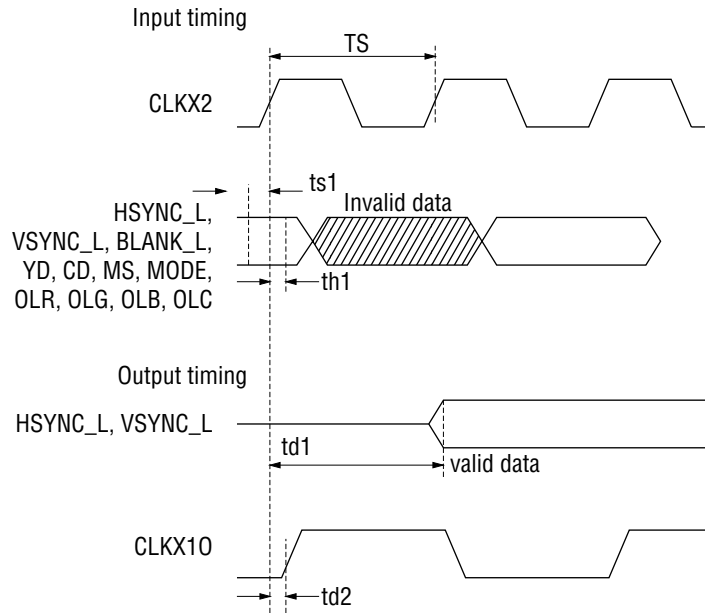 Input timing
TS
CLKX2
ts1
Invalid data
HSYNC_L,
VSYNC_L, BLANK_L,
YD, CD, MS, MODE,
OLR, OLG, OLB, OLC
th1
Output timing
HSYNC_L, VSYNC_L
td1
valid data
CLKX1O
td2